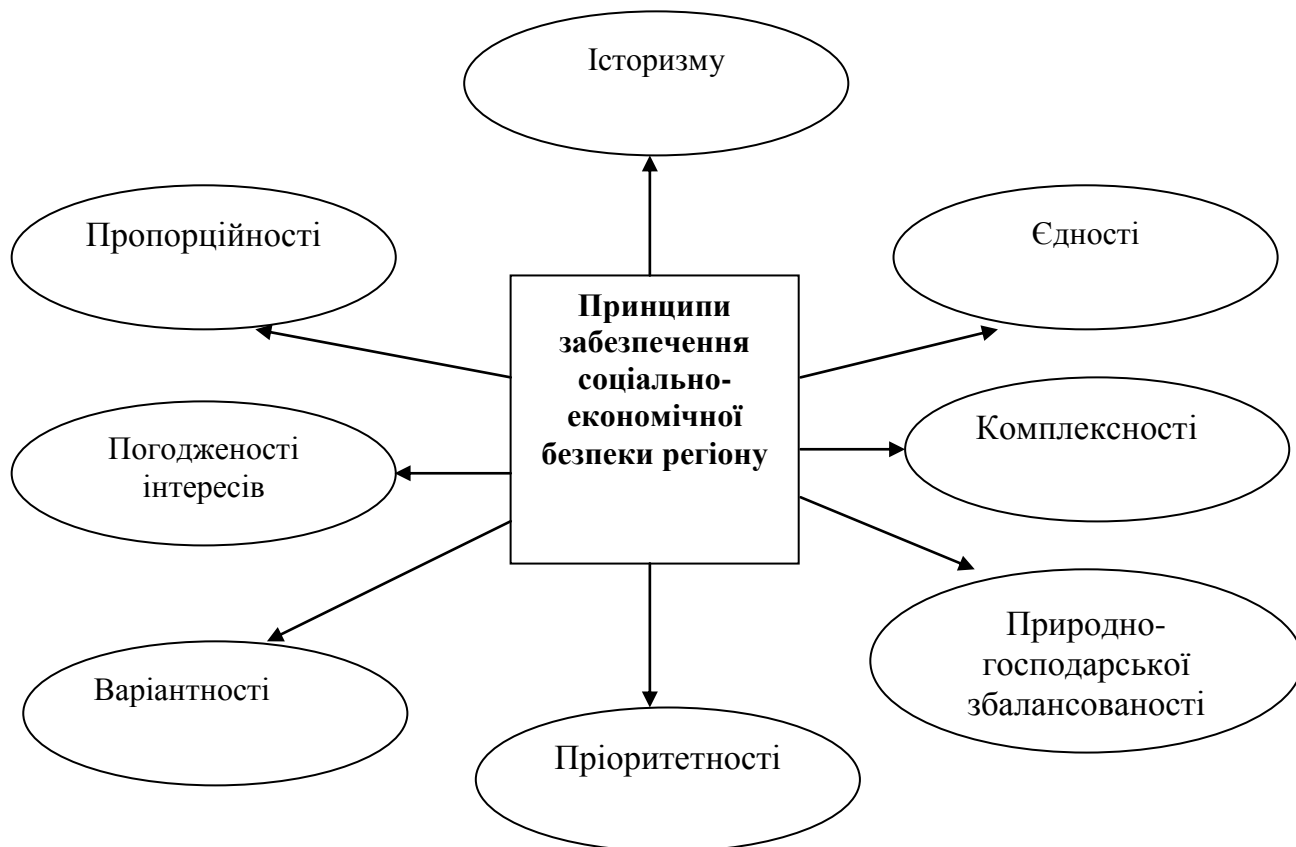 Історизму
Пропорційності
Єдності
Принципи
забезпечення
соціально-
економічної
безпеки регіону
Погодженості
інтересів
Комплексності
Варіантності
Природно-
господарської
збалансованості
Пріоритетності